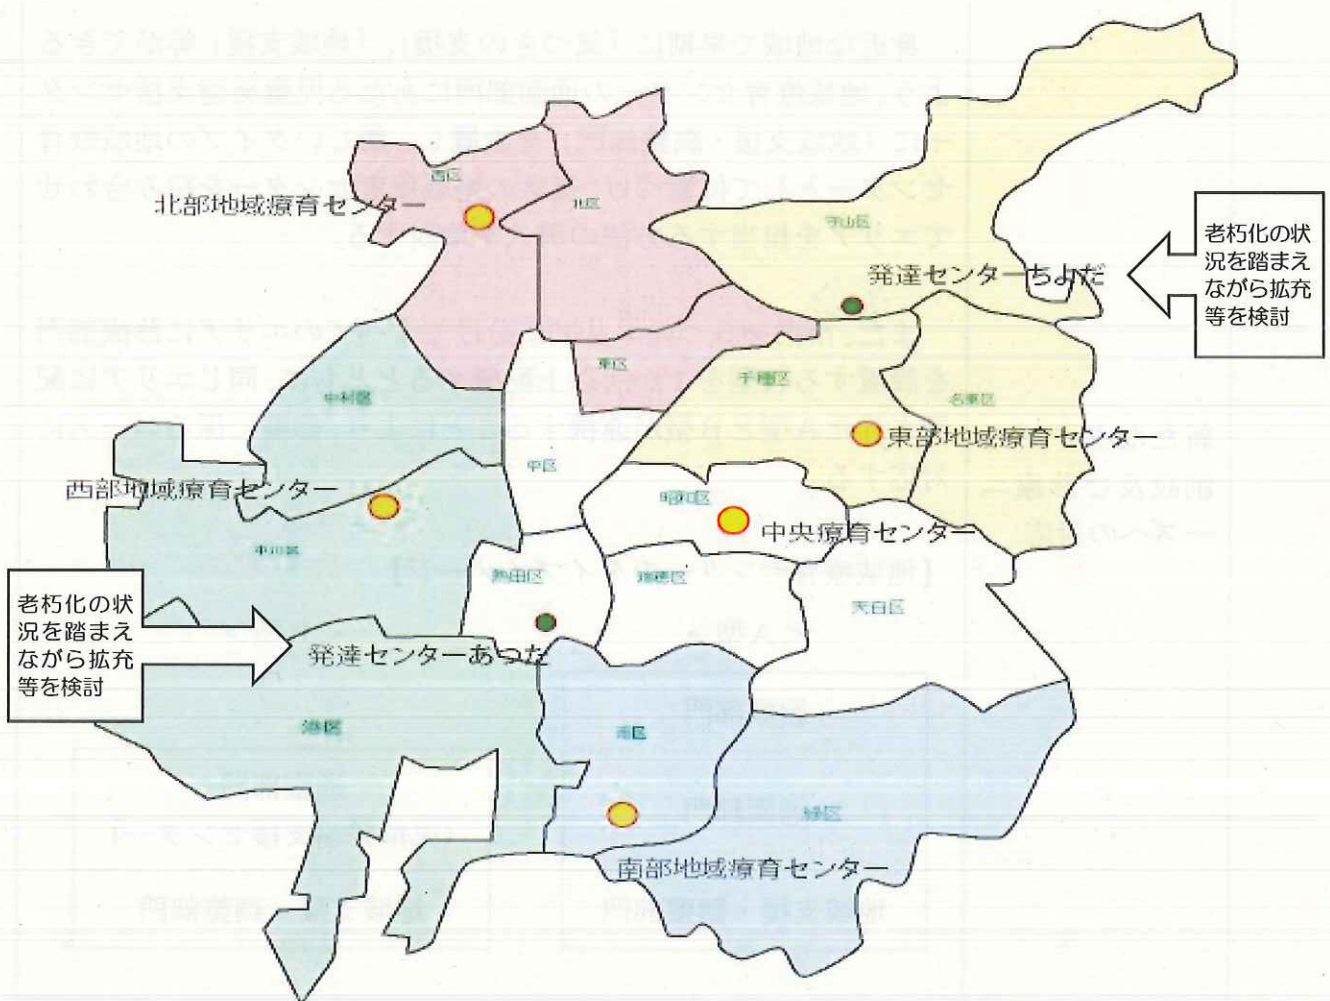 西区
北部地域療育センター
北区
守山区
発達センターちよだ
老朽化の状
況を踏まえ
ながら拡充
等を検討
東区
千種区
名東区
中村区
東部地域療育センター
中区
西部地域療育センター
昭和区
中央療育センター
中川区
熱田区
瑞穂区
天白区
老朽化の状
況を踏まえ
ながら拡充
等を検討
発達センターあつた
港区
南区
緑区
南部地域療育センター